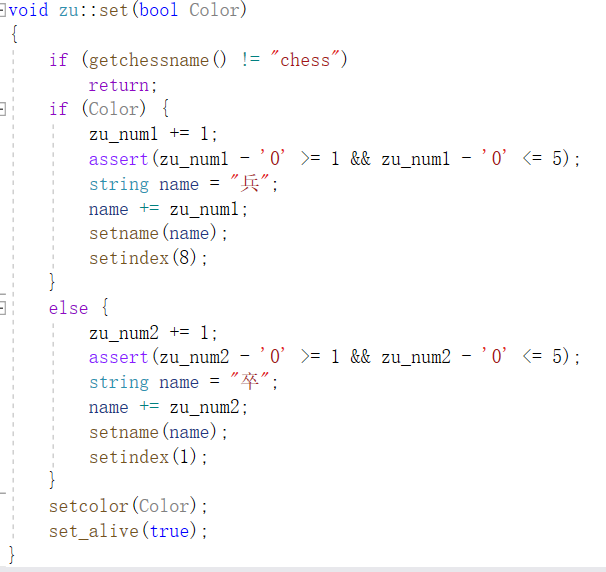 void zu::set(bool Color)
{
    if (getchessname() != "chess")
        return;
    if (Color) {
        zu_num1 += 1;
        assert(zu_num1 - '0' >= 1 && zu_num1 - '0' <= 5);
        string name = "兵";
        name += zu_num1;
        setname(name);
        setindex(8);
    }
    else {
        zu_num2 += 1;
        assert(zu_num2 - '0' >= 1 && zu_num2 - '0' <= 5);
        string name = "卒";
        name += zu_num2;
        setname(name);
        setindex(1);
    }
    setcolor(Color);
    set_alive(true);
}